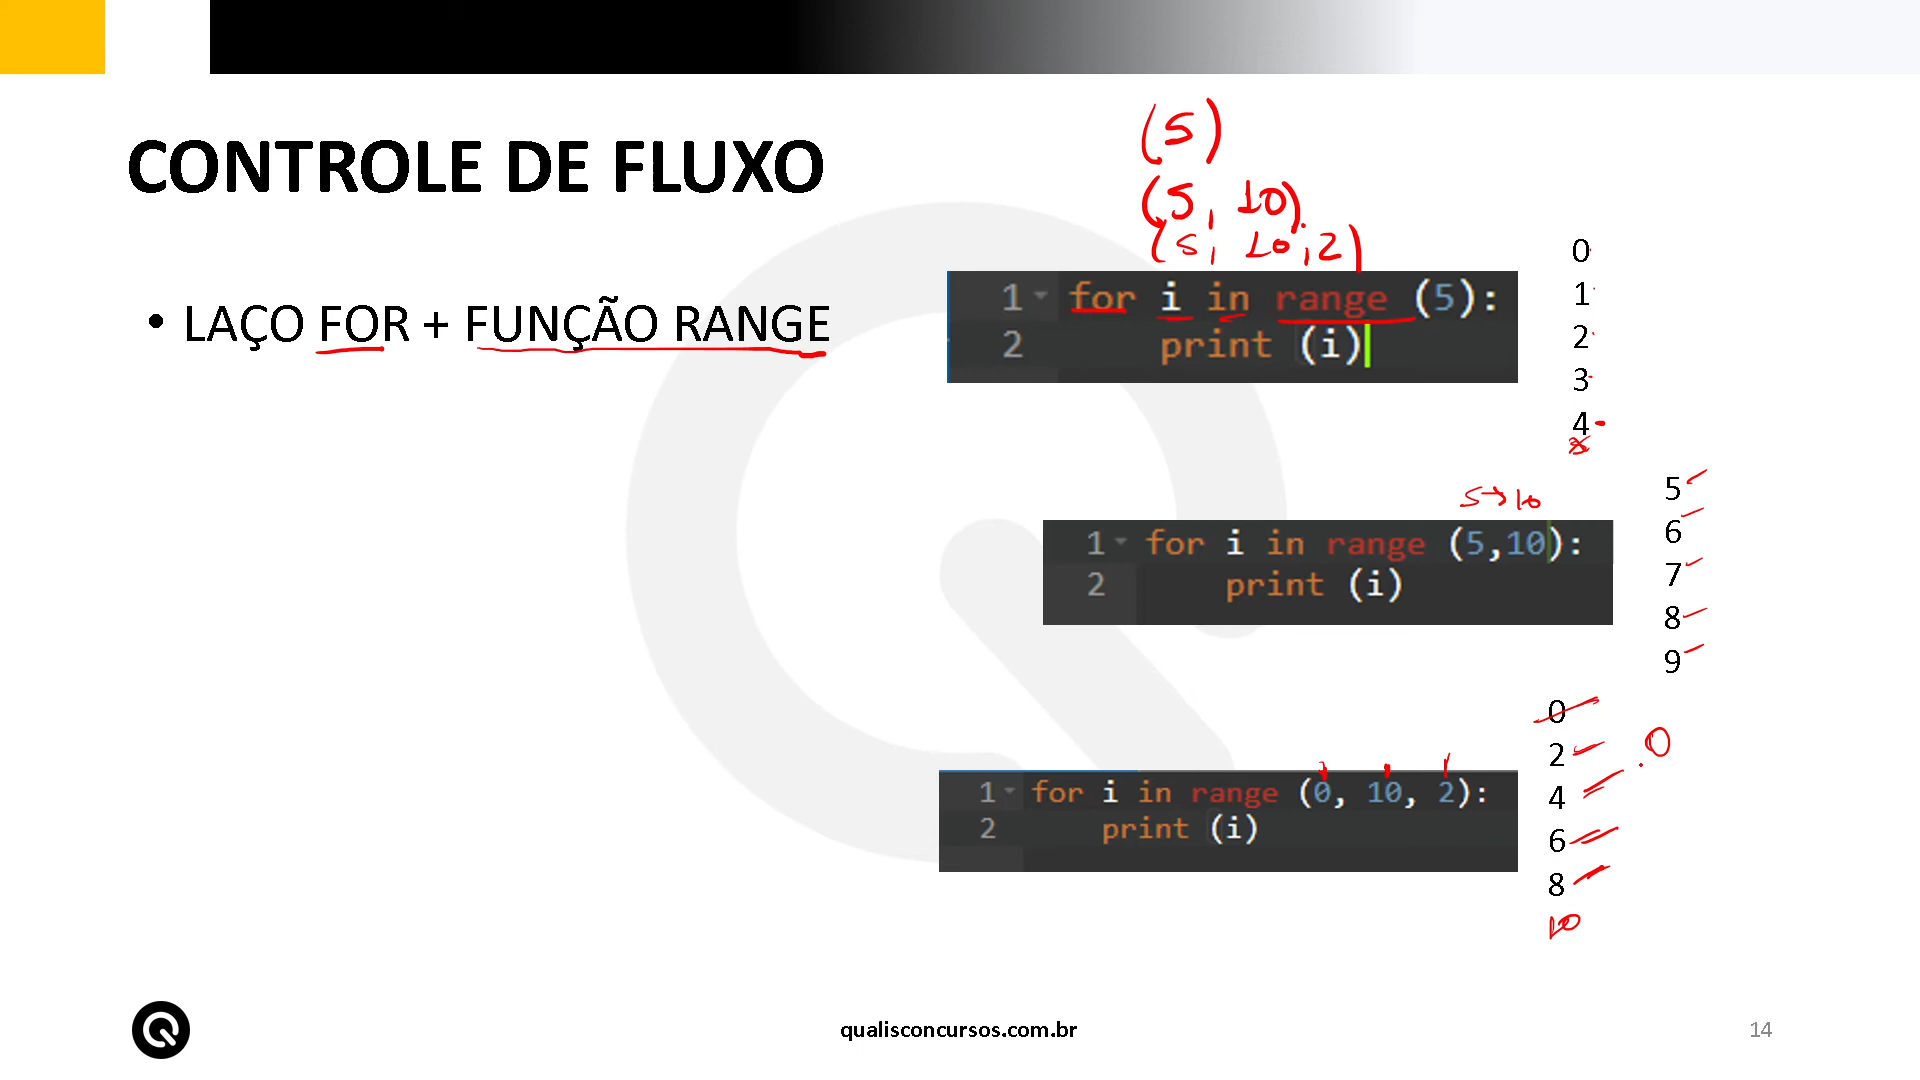 CONTROLE DE FLUXO
• LAÇO FOR + FUNÇÃO RANGE
(5)
(5, 10)
(5, 10, 2)
1 for i in range (5):
2 print (i)
0
1
2
3
4
5→10
1 for i in range (5,10):
2 print (i)
5
6
7
8
9
1 for i in range (0, 10, 2):
2 print (i)
0
2
4
6
8
10
0
qualisconcursos.com.br
14